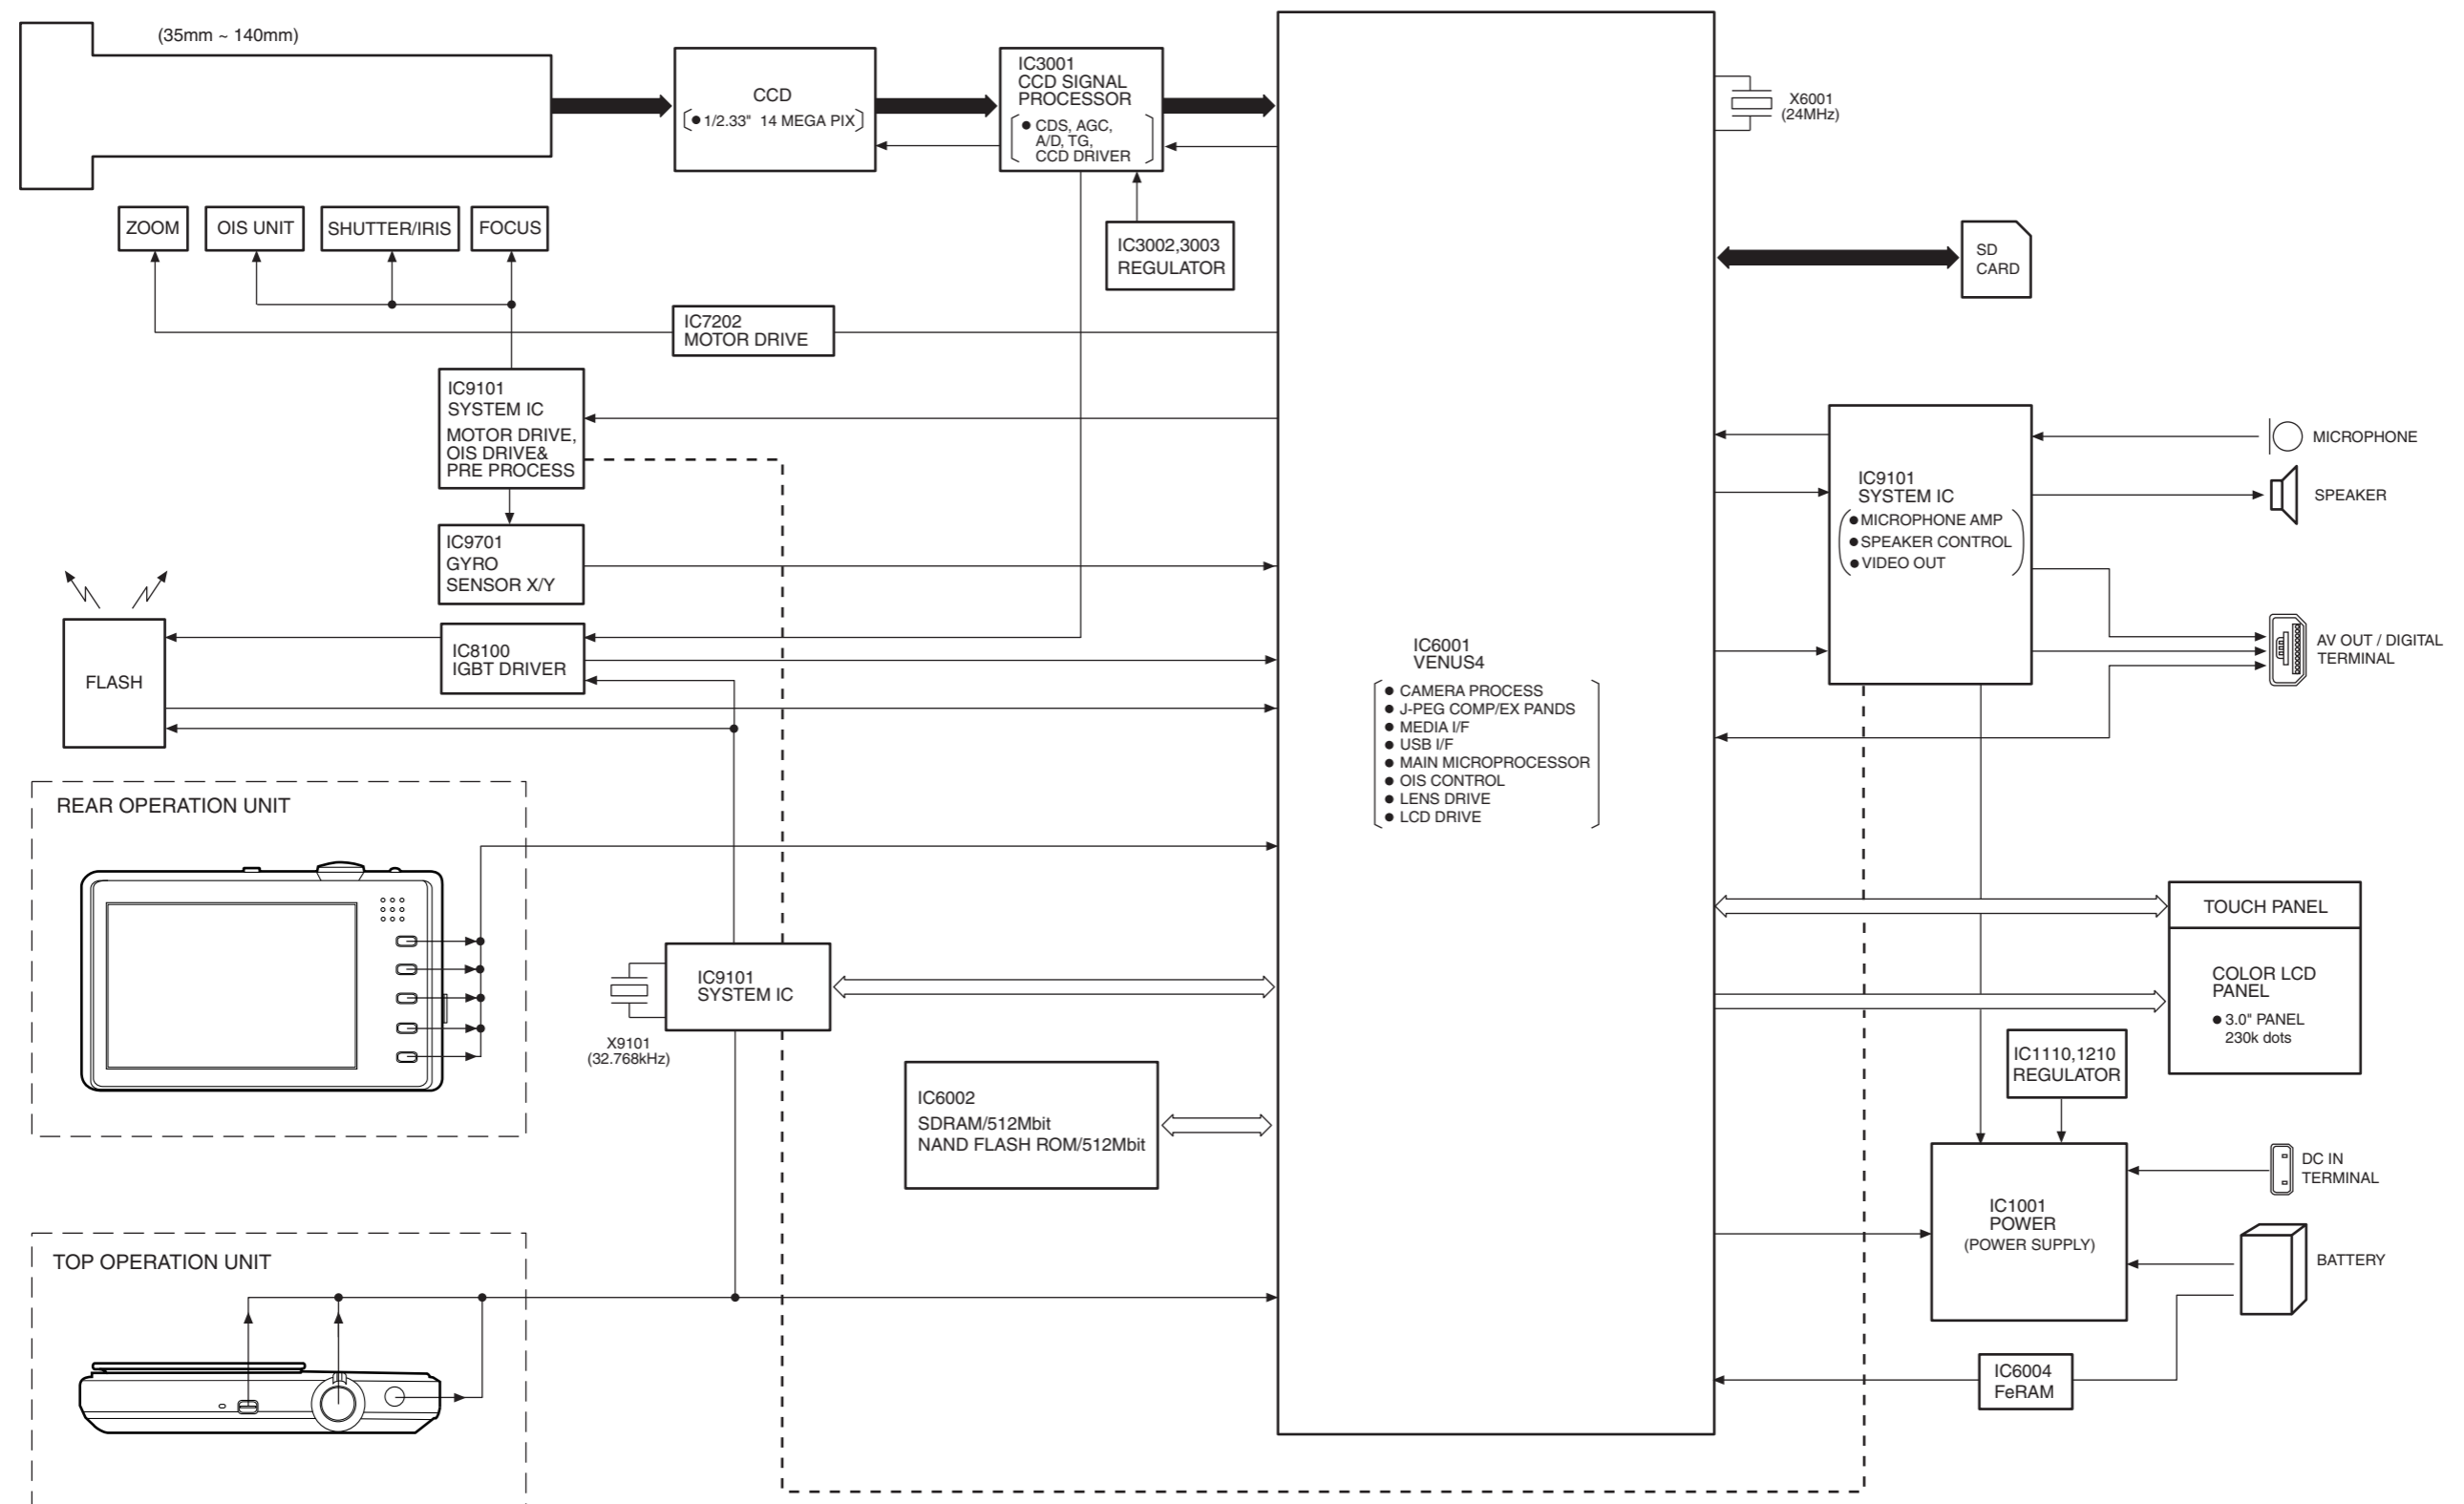 (35mm ~ 140mm)
CCD
● 1/2.33" 14 MEGA PIX
IC3001
CCD SIGNAL
PROCESSOR
● CDS, AGC,
A/D, TG,
CCD DRIVER
X6001
(24MHz)
ZOOM
OIS UNIT
SHUTTER/IRIS
FOCUS
IC3002,3003
REGULATOR
SD
CARD
IC7202
MOTOR DRIVE
IC9101
SYSTEM IC
MOTOR DRIVE,
OIS DRIVE&
PRE PROCESS
IC9701
GYRO
SENSOR X/Y
IC9101
SYSTEM IC
● MICROPHONE AMP
● SPEAKER CONTROL
● VIDEO OUT
MICROPHONE
SPEAKER
AV OUT / DIGITAL
TERMINAL
FLASH
IC8100
IGBT DRIVER
IC6001
VENUS4
● CAMERA PROCESS
● J-PEG COMP/EX PANDS
● MEDIA I/F
● USB I/F
● MAIN MICROPROCESSOR
● OIS CONTROL
● LENS DRIVE
● LCD DRIVE
REAR OPERATION UNIT
TOUCH PANEL
COLOR LCD
PANEL
● 3.0" PANEL
230k dots
IC9101
SYSTEM IC
X9101
(32.768kHz)
IC6002
SDRAM/512Mbit
NAND FLASH ROM/512Mbit
IC1110,1210
REGULATOR
DC IN
TERMINAL
IC1001
POWER
(POWER SUPPLY)
BATTERY
TOP OPERATION UNIT
IC6004
FeRAM